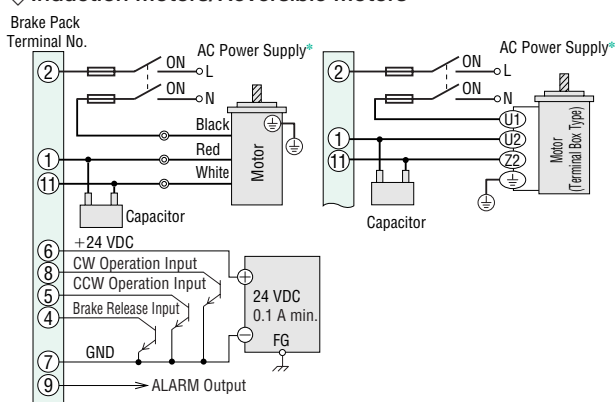 ◇Induction Motors/Reversible Motors
Brake Pack
Terminal No.
AC Power Supply*
2
ON
L
ON
N
Black
Red
White
1
11
Motor
Capacitor
AC Power Supply*
2
ON
L
ON
N
U1
1
U2
11
Z2
Motor
(Terminal Box Type)
Capacitor
6
+24 VDC
8
CW Operation Input
5
CCW Operation Input
4
Brake Release Input
+
24 VDC
0.1 A min.
−
FG
7
GND
9
ALARM Output